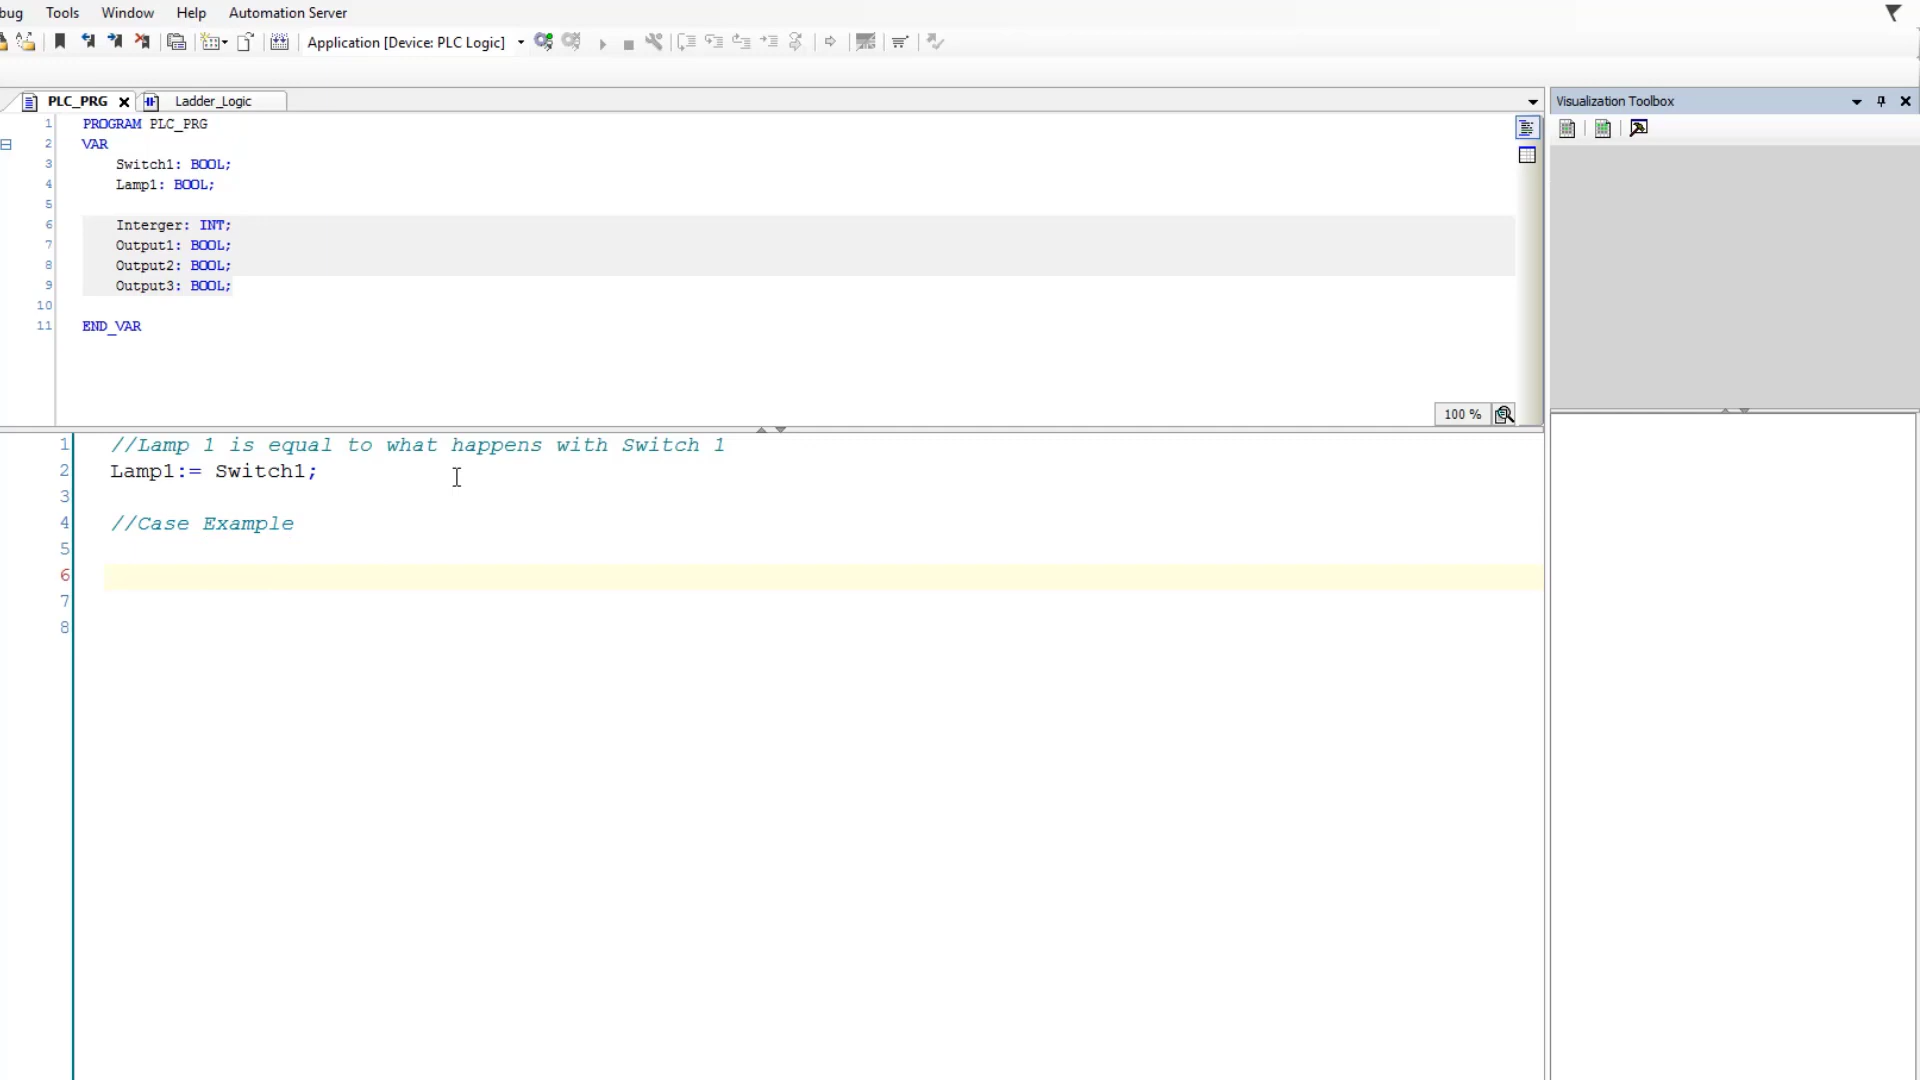 bug Tools Window Help Automation Server
Application [Device: PLC Logic]
PLC_PRG Ladder_Logic
Visualization Toolbox
1 PROGRAM PLC_PRG
2 VAR
3 Switch1: BOOL;
4 Lamp1: BOOL;
5
6 Interger: INT;
7 Output1: BOOL;
8 Output2: BOOL;
9 Output3: BOOL;
10
11 END_VAR
100 %
1 //Lamp 1 is equal to what happens with Switch 1
2 Lamp1:= Switch1;
3
4 //Case Example
5
6
7
8